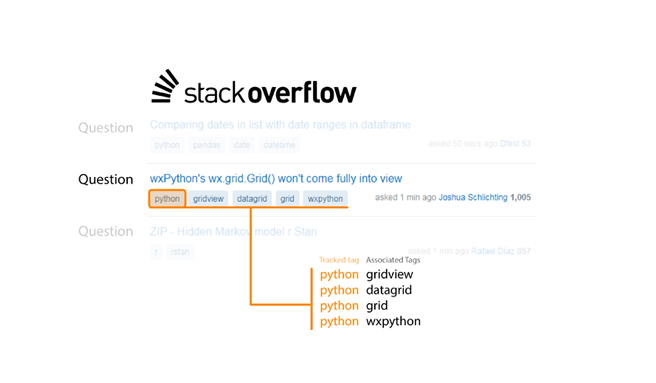 stackoverflow
Question Comparing dates in list with date ranges in dataframe
python pandas date datetime asked 50 secs ago Dfest 53
Question wxPython's wx.grid.Grid() won't come fully into view
python gridview datagrid grid wxpython asked 1 min ago Joshua Schlichting 1,005
Question ZIP - Hidden Markov model r Stan
r rstan asked 1 min ago Rafael Díaz 857
Tracked tag Associated Tags
python gridview
python datagrid
python grid
python wxpython